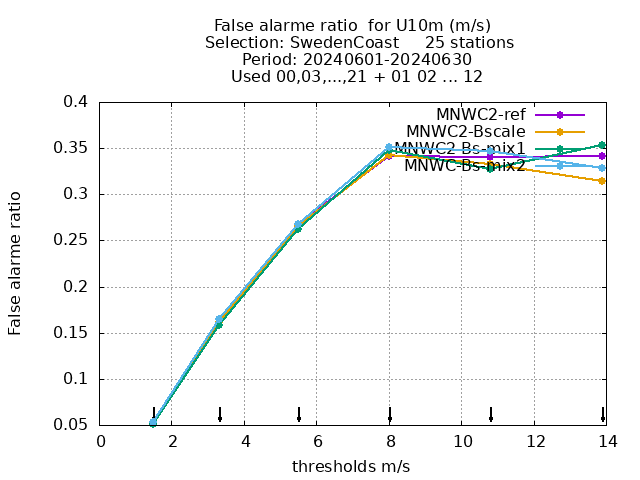 False alarme ratio  for U10m (m/s)
Selection: SwedenCoast     25 stations
Period: 20240601-20240630
Used 00,03,...,21 + 01 02 ... 12
MNWC2-ref
MNWC2-Bscale
MNWC2-Bs-mix1
MNWC-Bs-mix2
False alarme ratio
0.4
0.35
0.3
0.25
0.2
0.15
0.1
0.05
0 2 4 6 8 10 12 14
thresholds m/s